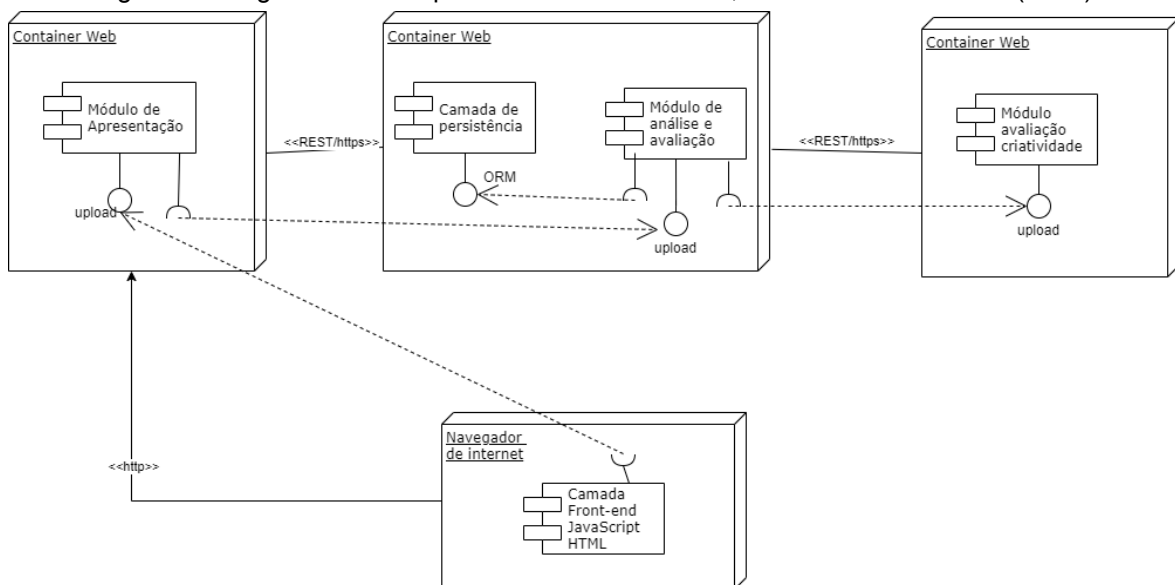 Container Web
Módulo de
Apresentação
upload
<<REST/https>>
Container Web
Camada de
persistência
ORM
Módulo de
análise e
avaliação
upload
<<REST/https>>
Container Web
Módulo
avaliação
criatividade
upload
<<http>>
Navegador
de internet
Camada
Front-end
JavaScript
HTML